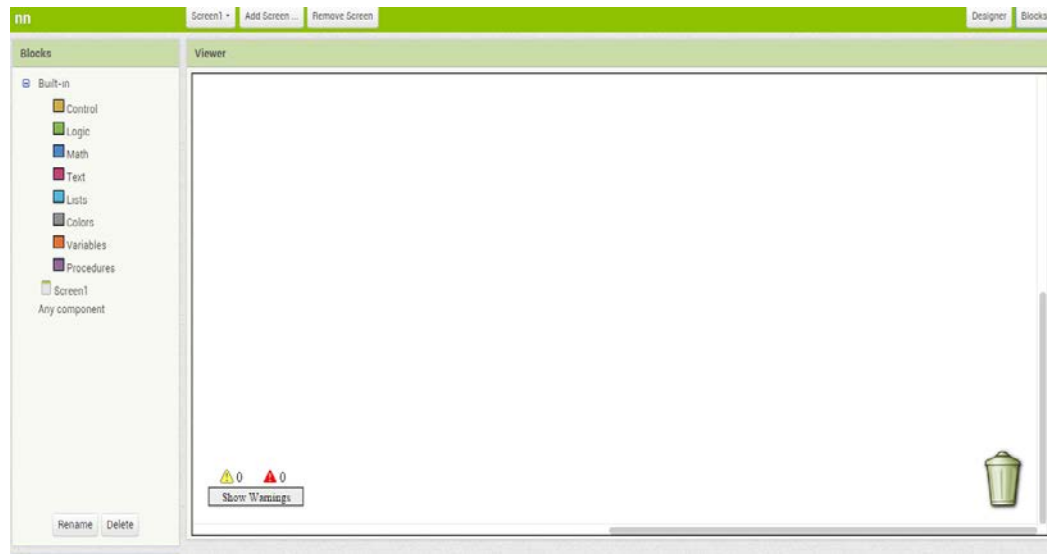 nn Screen1 Add Screen ... Remove Screen Designer Blocks
Blocks
Built-in
Control
Logic
Math
Text
Lists
Colors
Variables
Procedures
Screen1
Any component
Rename Delete
Viewer
0 0
Show Warnings